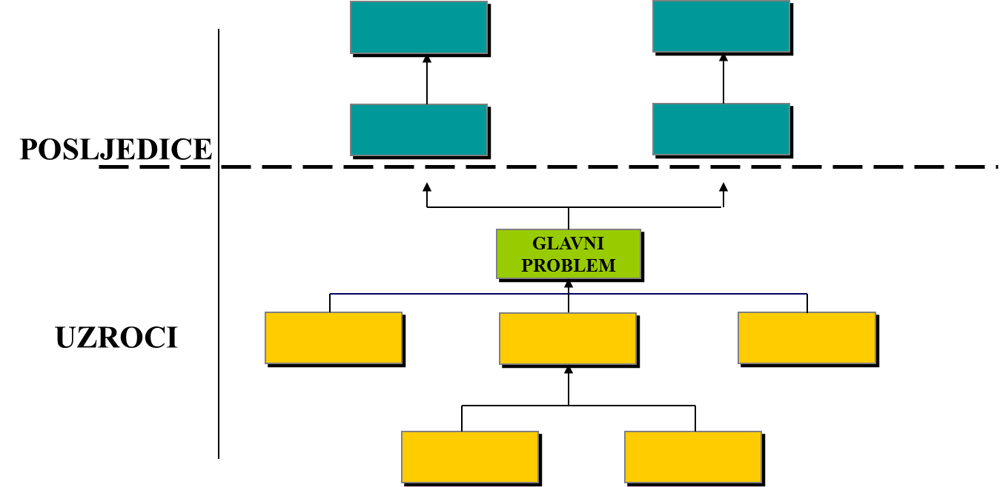 POSLJEDICE
GLAVNI
PROBLEM
UZROCI